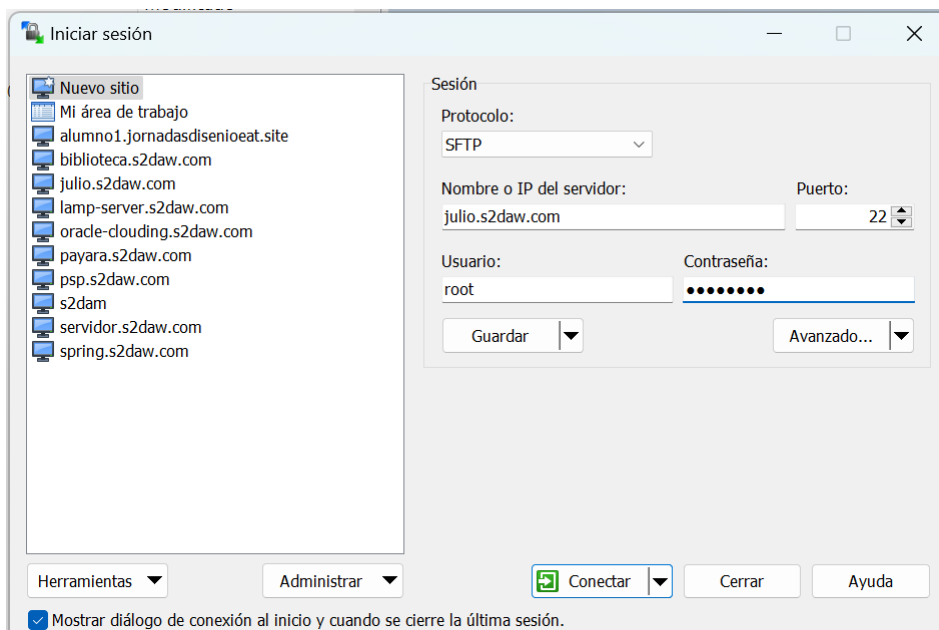 Iniciar sesión
Nuevo sitio
Mi área de trabajo
alumno1.jornadasdisenioeat.site
biblioteca.s2daw.com
julio.s2daw.com
lamp-server.s2daw.com
oracle-clouding.s2daw.com
payara.s2daw.com
psp.s2daw.com
s2dam
servidor.s2daw.com
spring.s2daw.com
Sesión
Protocolo:
SFTP
Nombre o IP del servidor: Puerto:
julio.s2daw.com 22
Usuario: Contraseña:
root ●●●●●●●●
Guardar Avanzado...
Herramientas Administrar Conectar Cerrar Ayuda
Mostrar diálogo de conexión al inicio y cuando se cierre la última sesión.